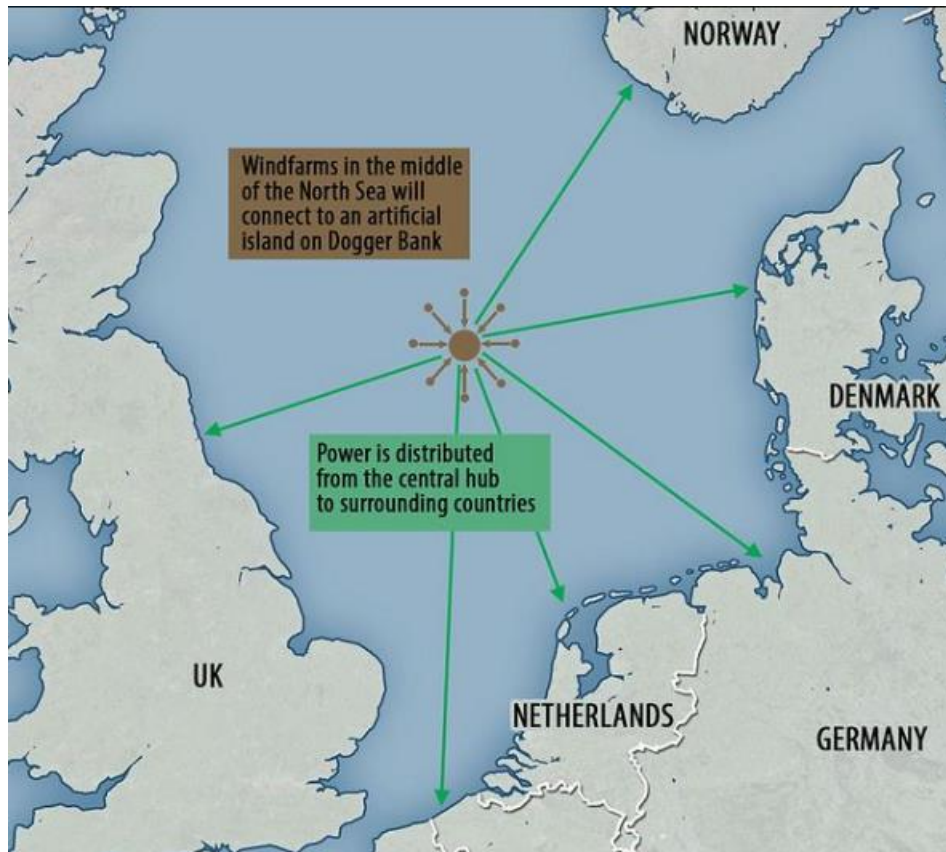 NORWAY
Windfarms in the middle
of the North Sea will
connect to an artificial
island on Dogger Bank
DENMARK
Power is distributed
from the central hub
to surrounding countries
UK
NETHERLANDS
GERMANY